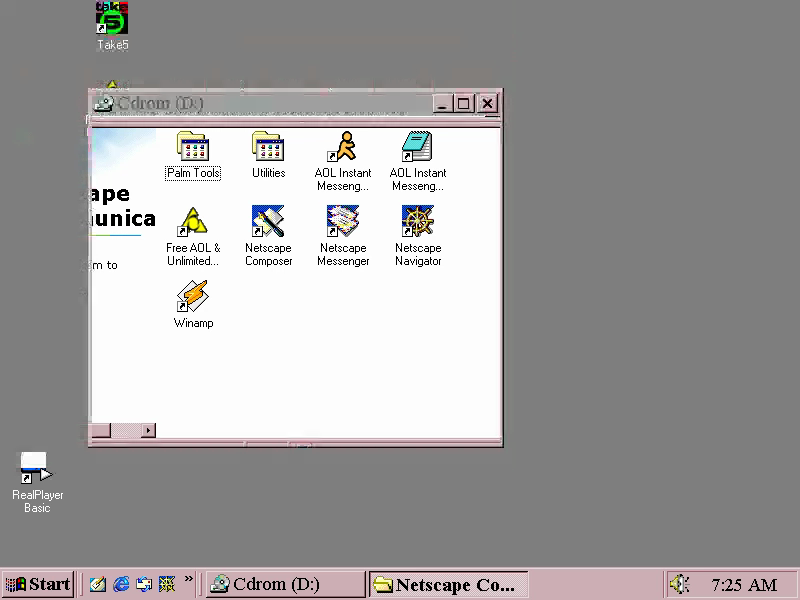 take
5
Take5
Cdrom (D:)
ape
unica
m to
Palm Tools
Utilities
AOL Instant
Messeng...
AOL Instant
Messeng...
Free AOL &
Unlimited...
Netscape
Composer
Netscape
Messenger
Netscape
Navigator
Winamp
RealPlayer
Basic
Start
»
Cdrom (D:)
Netscape Co...
7:25 AM